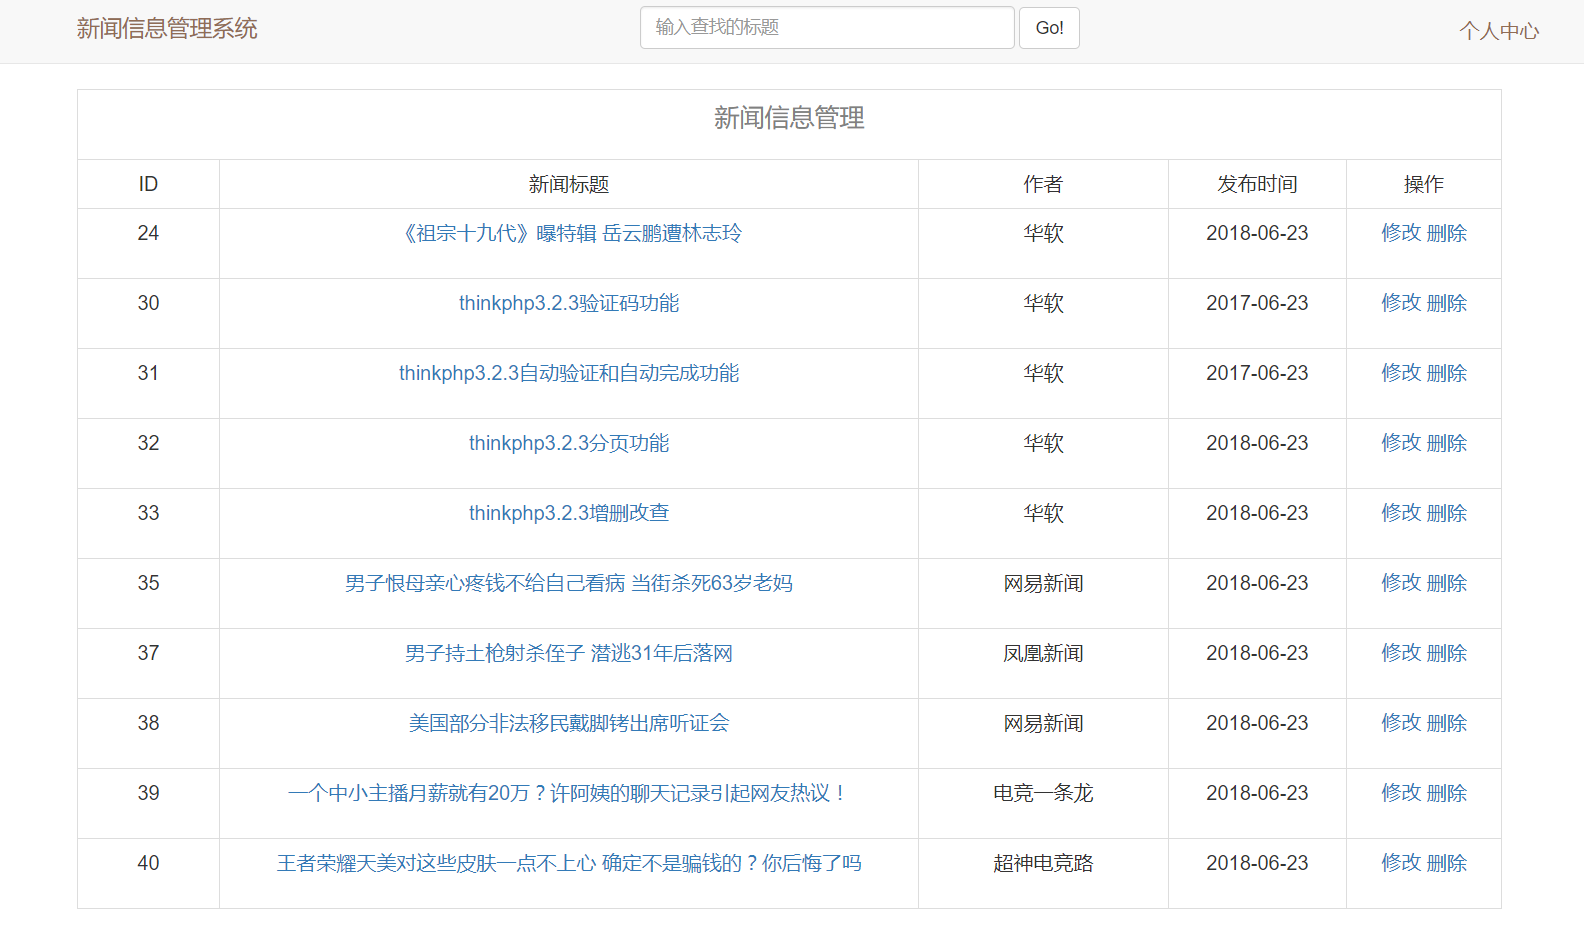 新闻信息管理系统 输入查找的标题 Go! 个人中心
新闻信息管理
ID 新闻标题 作者 发布时间 操作
24 《祖宗十九代》曝特辑 岳云鹏遭林志玲 华软 2018-06-23 修改 删除
30 thinkphp3.2.3验证码功能 华软 2017-06-23 修改 删除
31 thinkphp3.2.3自动验证和自动完成功能 华软 2017-06-23 修改 删除
32 thinkphp3.2.3分页功能 华软 2018-06-23 修改 删除
33 thinkphp3.2.3增删改查 华软 2018-06-23 修改 删除
35 男子恨母亲心疼钱不给自己看病 当街杀死63岁老妈 网易新闻 2018-06-23 修改 删除
37 男子持土枪射杀侄子 潜逃31年后落网 凤凰新闻 2018-06-23 修改 删除
38 美国部分非法移民戴脚铐出席听证会 网易新闻 2018-06-23 修改 删除
39 一个中小主播月薪就有20万？许阿姨的聊天记录引起网友热议！ 电竞一条龙 2018-06-23 修改 删除
40 王者荣耀天美对这些皮肤一点不上心 确定不是骗钱的？你后悔了吗 超神电竞路 2018-06-23 修改 删除